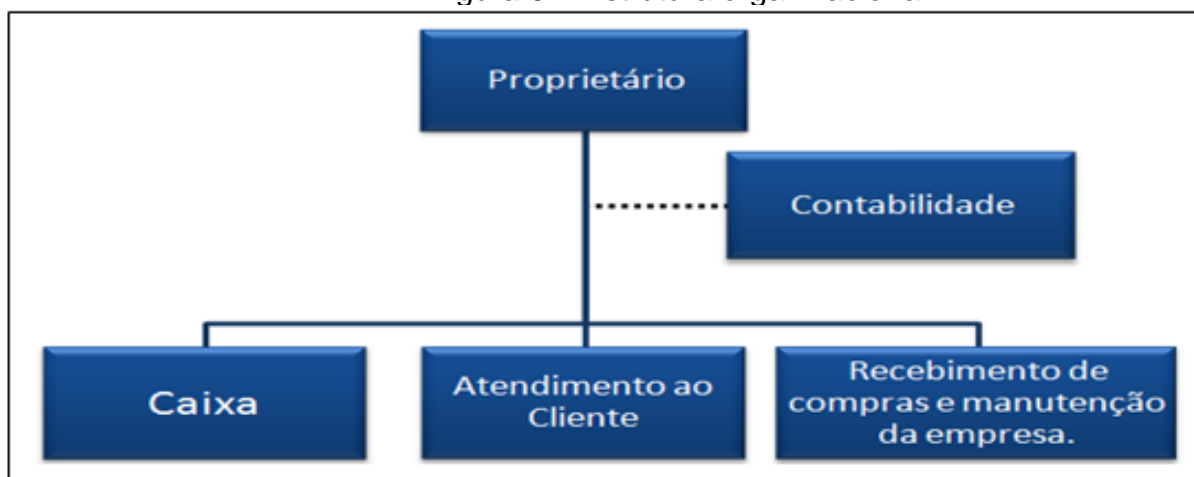 Proprietário
Contabilidade
Caixa
Atendimento ao
Cliente
Recebimento de
compras e manutenção
da empresa.